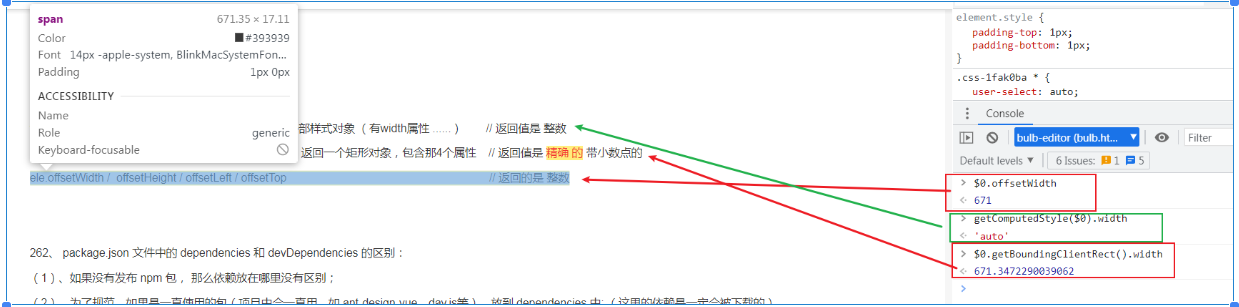 span 671.35 × 17.11
Color #393939
Font 14px -apple-system, BlinkMacSystemFon...
Padding 1px 0px
ACCESSIBILITY
Name
Role generic
Keyboard-focusable
部样式对象（有width属性 ......） // 返回值是 整数
返回一个矩形对象，包含那4个属性 // 返回值是 精确 的 带小数点的
ele offsetWidth / offsetHeight / offsetLeft / offsetTop // 返回的是 整数
262、 package.json 文件中的 dependencies 和 devDependencies 的区别：
（1）、如果没有发布 npm 包， 那么依赖放在哪里没有区别；
（2）、为了规范，如果是一直使用的包（项目中会一直用，如 ant design vue、dayjs等），放到 dependencies 中;（这里的依赖是一定会被下载的）
element.style {
padding-top: 1px;
padding-bottom: 1px;
}
.css-1fak0ba * {
user-select: auto;
Console
bulb-editor (bulb.ht... Filter
Default levels 6 Issues: 1 5
> $0.offsetWidth
671
> getComputedStyle($0).width
'auto'
> $0.getBoundingClientRect().width
671.3472290039062
>